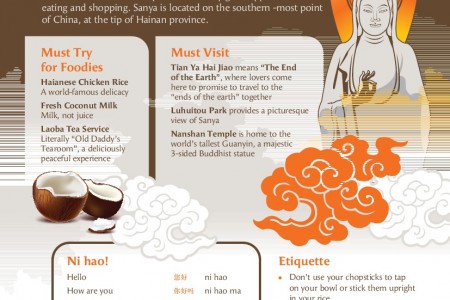 eating and shopping. Sanya is located on the southern -most point
of China, at the tip of Hainan province.
Must Try
for Foodies
Haianese Chicken Rice
A world-famous delicacy
Fresh Coconut Milk
Milk, not juice
Laoba Tea Service
Literally "Old Daddy's
Tearoom", a deliciously
peaceful experience
Must Visit
Tian Ya Hai Jiao means "The End
of the Earth", where lovers come
here to promise to travel to the
"ends of the earth" together
Luhuitou Park provides a picturesque
view of Sanya
Nanshan Temple is home to the
world's tallest Guanyin, a majestic
3-sided Buddhist statue
Ni hao!
Hello 您好 ni hao
How are you 你好吗 ni hao ma
Etiquette
• Don't use your chopsticks to tap
on your bowl or stick them upright
in your rice